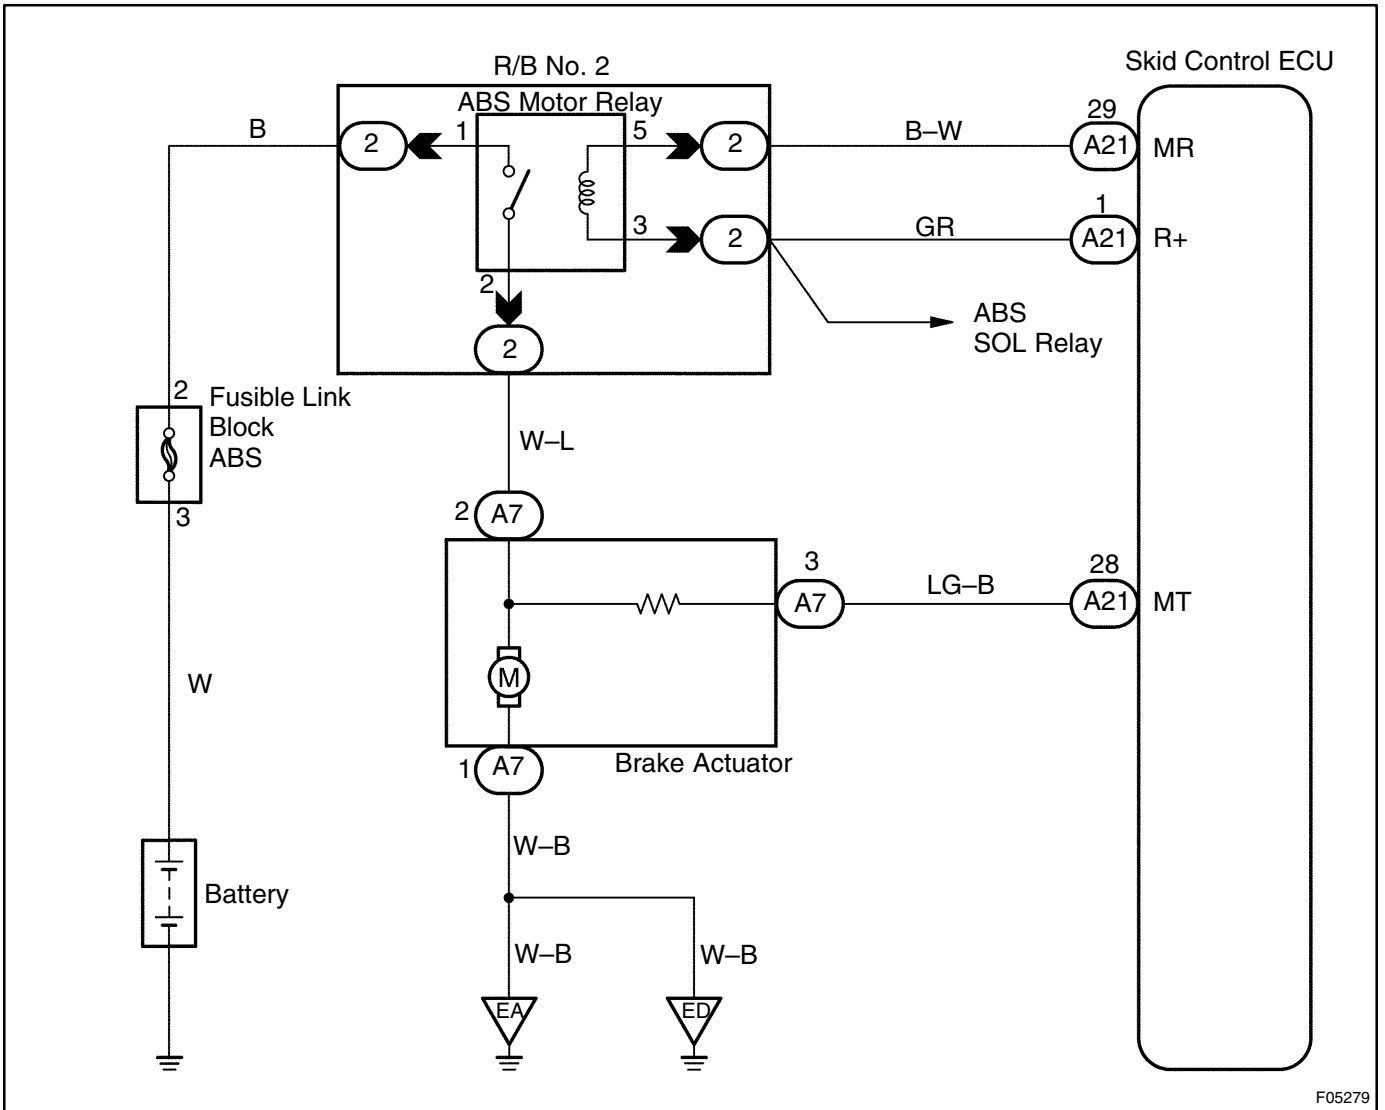 R/B No. 2
Skid Control ECU
ABS Motor Relay
B
2
1
5
2
B–W
29
A21
MR
3
2
GR
1
A21
R+
2
2
ABS
SOL Relay
2
Fusible Link
Block
ABS
3
W–L
2
A7
3
A7
LG–B
28
A21
MT
M
W
1
A7
Brake Actuator
W–B
Battery
W–B
W–B
EA
ED
F05279